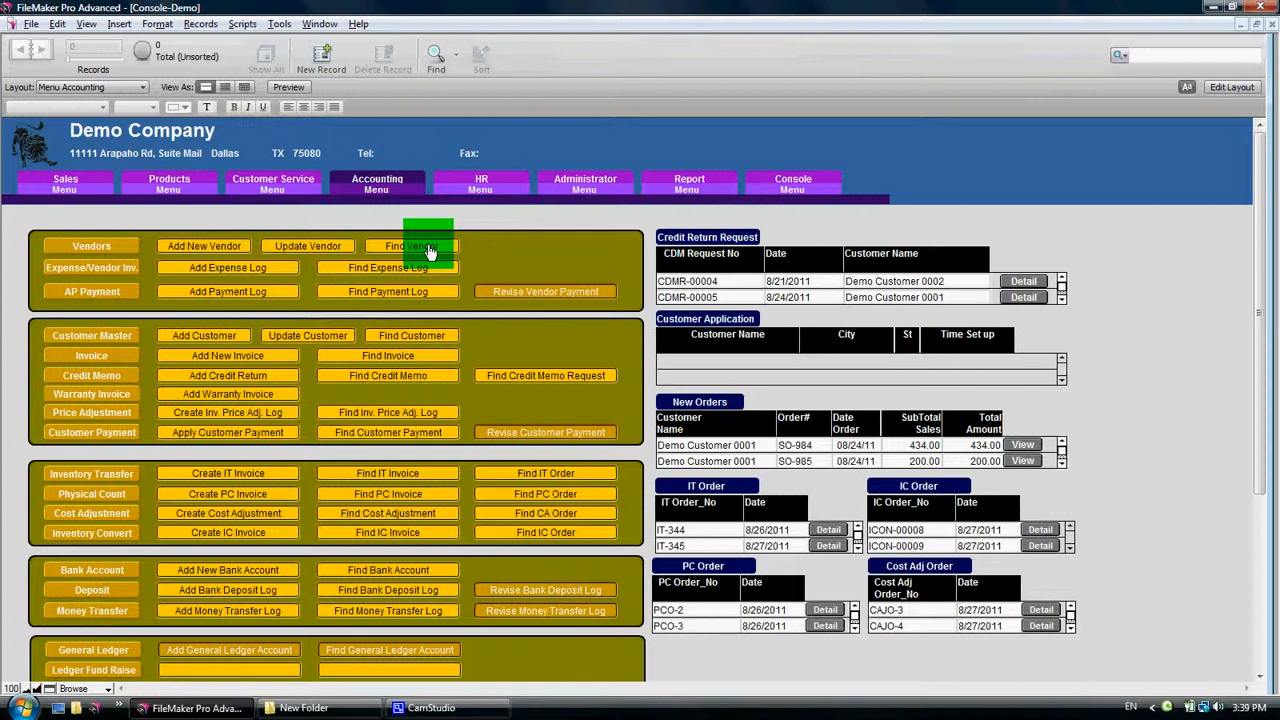 FileMaker Pro Advanced - [Console-Demo]
File Edit View Insert Format Records Scripts Tools Window Help
0
0
Total (Unsorted)
Records Show All New Record Delete Record Find Sort
Layout: Menu Accounting View As: Preview Aa Edit Layout
T B I U
Demo Company
11111 Arapaho Rd, Suite Mail Dallas TX 75080 Tel: Fax:
Sales Menu
Products Menu
Customer Service Menu
Accounting Menu
HR Menu
Administrator Menu
Report Menu
Console Menu
Vendors Add New Vendor Update Vendor Find Vendor
Expense/Vendor Inv. Add Expense Log Find Expense Log
AP Payment Add Payment Log Find Payment Log Revise Vendor Payment
Customer Master Add Customer Update Customer Find Customer
Invoice Add New Invoice Find Invoice
Credit Memo Add Credit Return Find Credit Memo Find Credit Memo Request
Warranty Invoice Add Warranty Invoice
Price Adjustment Create Inv. Price Adj. Log Find Inv. Price Adj. Log
Customer Payment Apply Customer Payment Find Customer Payment Revise Customer Payment
Inventory Transfer Create IT Invoice Find IT Invoice Find IT Order
Physical Count Create PC Invoice Find PC Invoice Find PC Order
Cost Adjustment Create Cost Adjustment Find Cost Adjustment Find CA Order
Inventory Convert Create IC Invoice Find IC Invoice Find IC Order
Bank Account Add New Bank Account Find Bank Account
Deposit Add Bank Deposit Log Find Bank Deposit Log Revise Bank Deposit Log
Money Transfer Add Money Transfer Log Find Money Transfer Log Revise Money Transfer Log
General Ledger Add General Ledger Account Find General Ledger Account
Ledger Fund Raise
Credit Return Request
CDM Request No Date Customer Name
CDMR-00004 8/21/2011 Demo Customer 0002 Detail
CDMR-00005 8/24/2011 Demo Customer 0001 Detail
Customer Application
Customer Name City St Time Set up
New Orders
Customer Name Order# Date Order SubTotal Sales Total Amount
Demo Customer 0001 SO-984 08/24/11 434.00 434.00 View
Demo Customer 0001 SO-985 08/24/11 200.00 200.00 View
IT Order
IT Order_No Date
IT-344 8/26/2011 Detail
IT-345 8/27/2011 Detail
IC Order
IC Order_No Date
ICON-00008 8/27/2011 Detail
ICON-00009 8/27/2011 Detail
PC Order
PC Order_No Date
PCO-2 8/26/2011 Detail
PCO-3 8/26/2011 Detail
Cost Adj Order
Cost Adj Order_No Date
CAJO-3 8/27/2011 Detail
CAJO-4 8/27/2011 Detail
100 Browse
FileMaker Pro Advan... New Folder CamStudio EN 3:39 PM